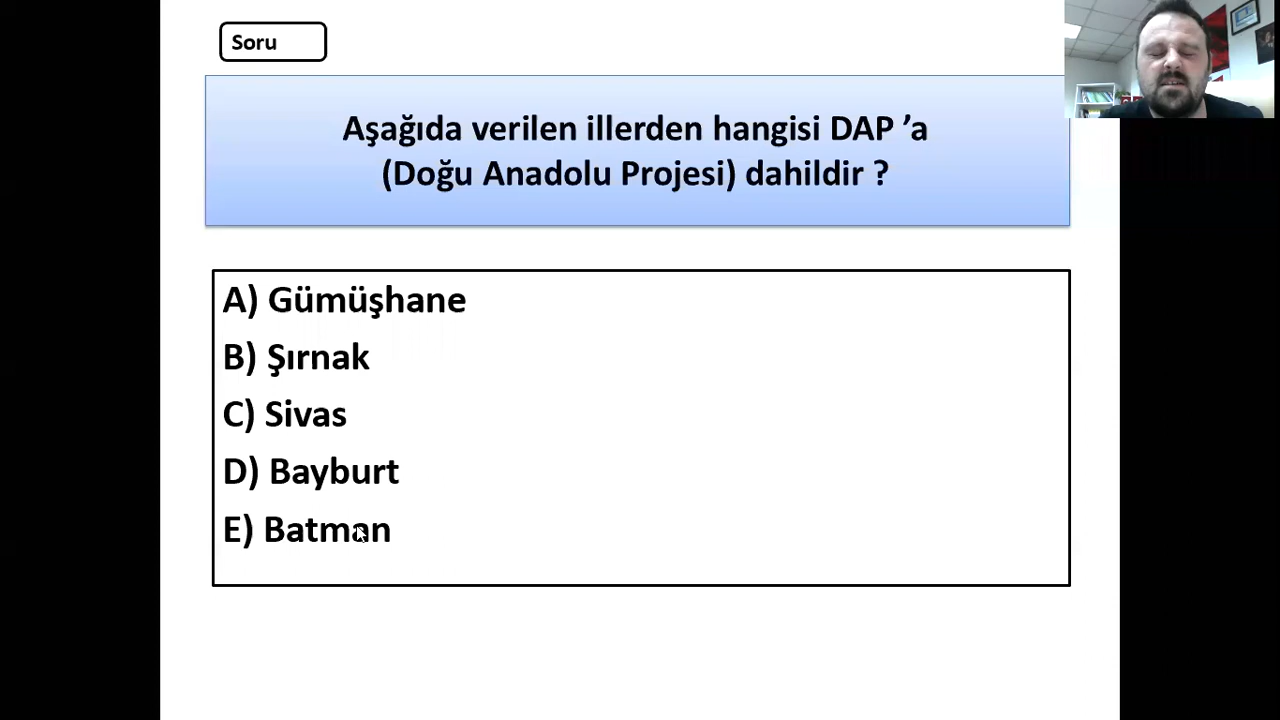 Soru
Aşağıda verilen illerden hangisi DAP ’a
(Doğu Anadolu Projesi) dahildir ?
A) Gümüşhane
B) Şırnak
C) Sivas
D) Bayburt
E) Batman